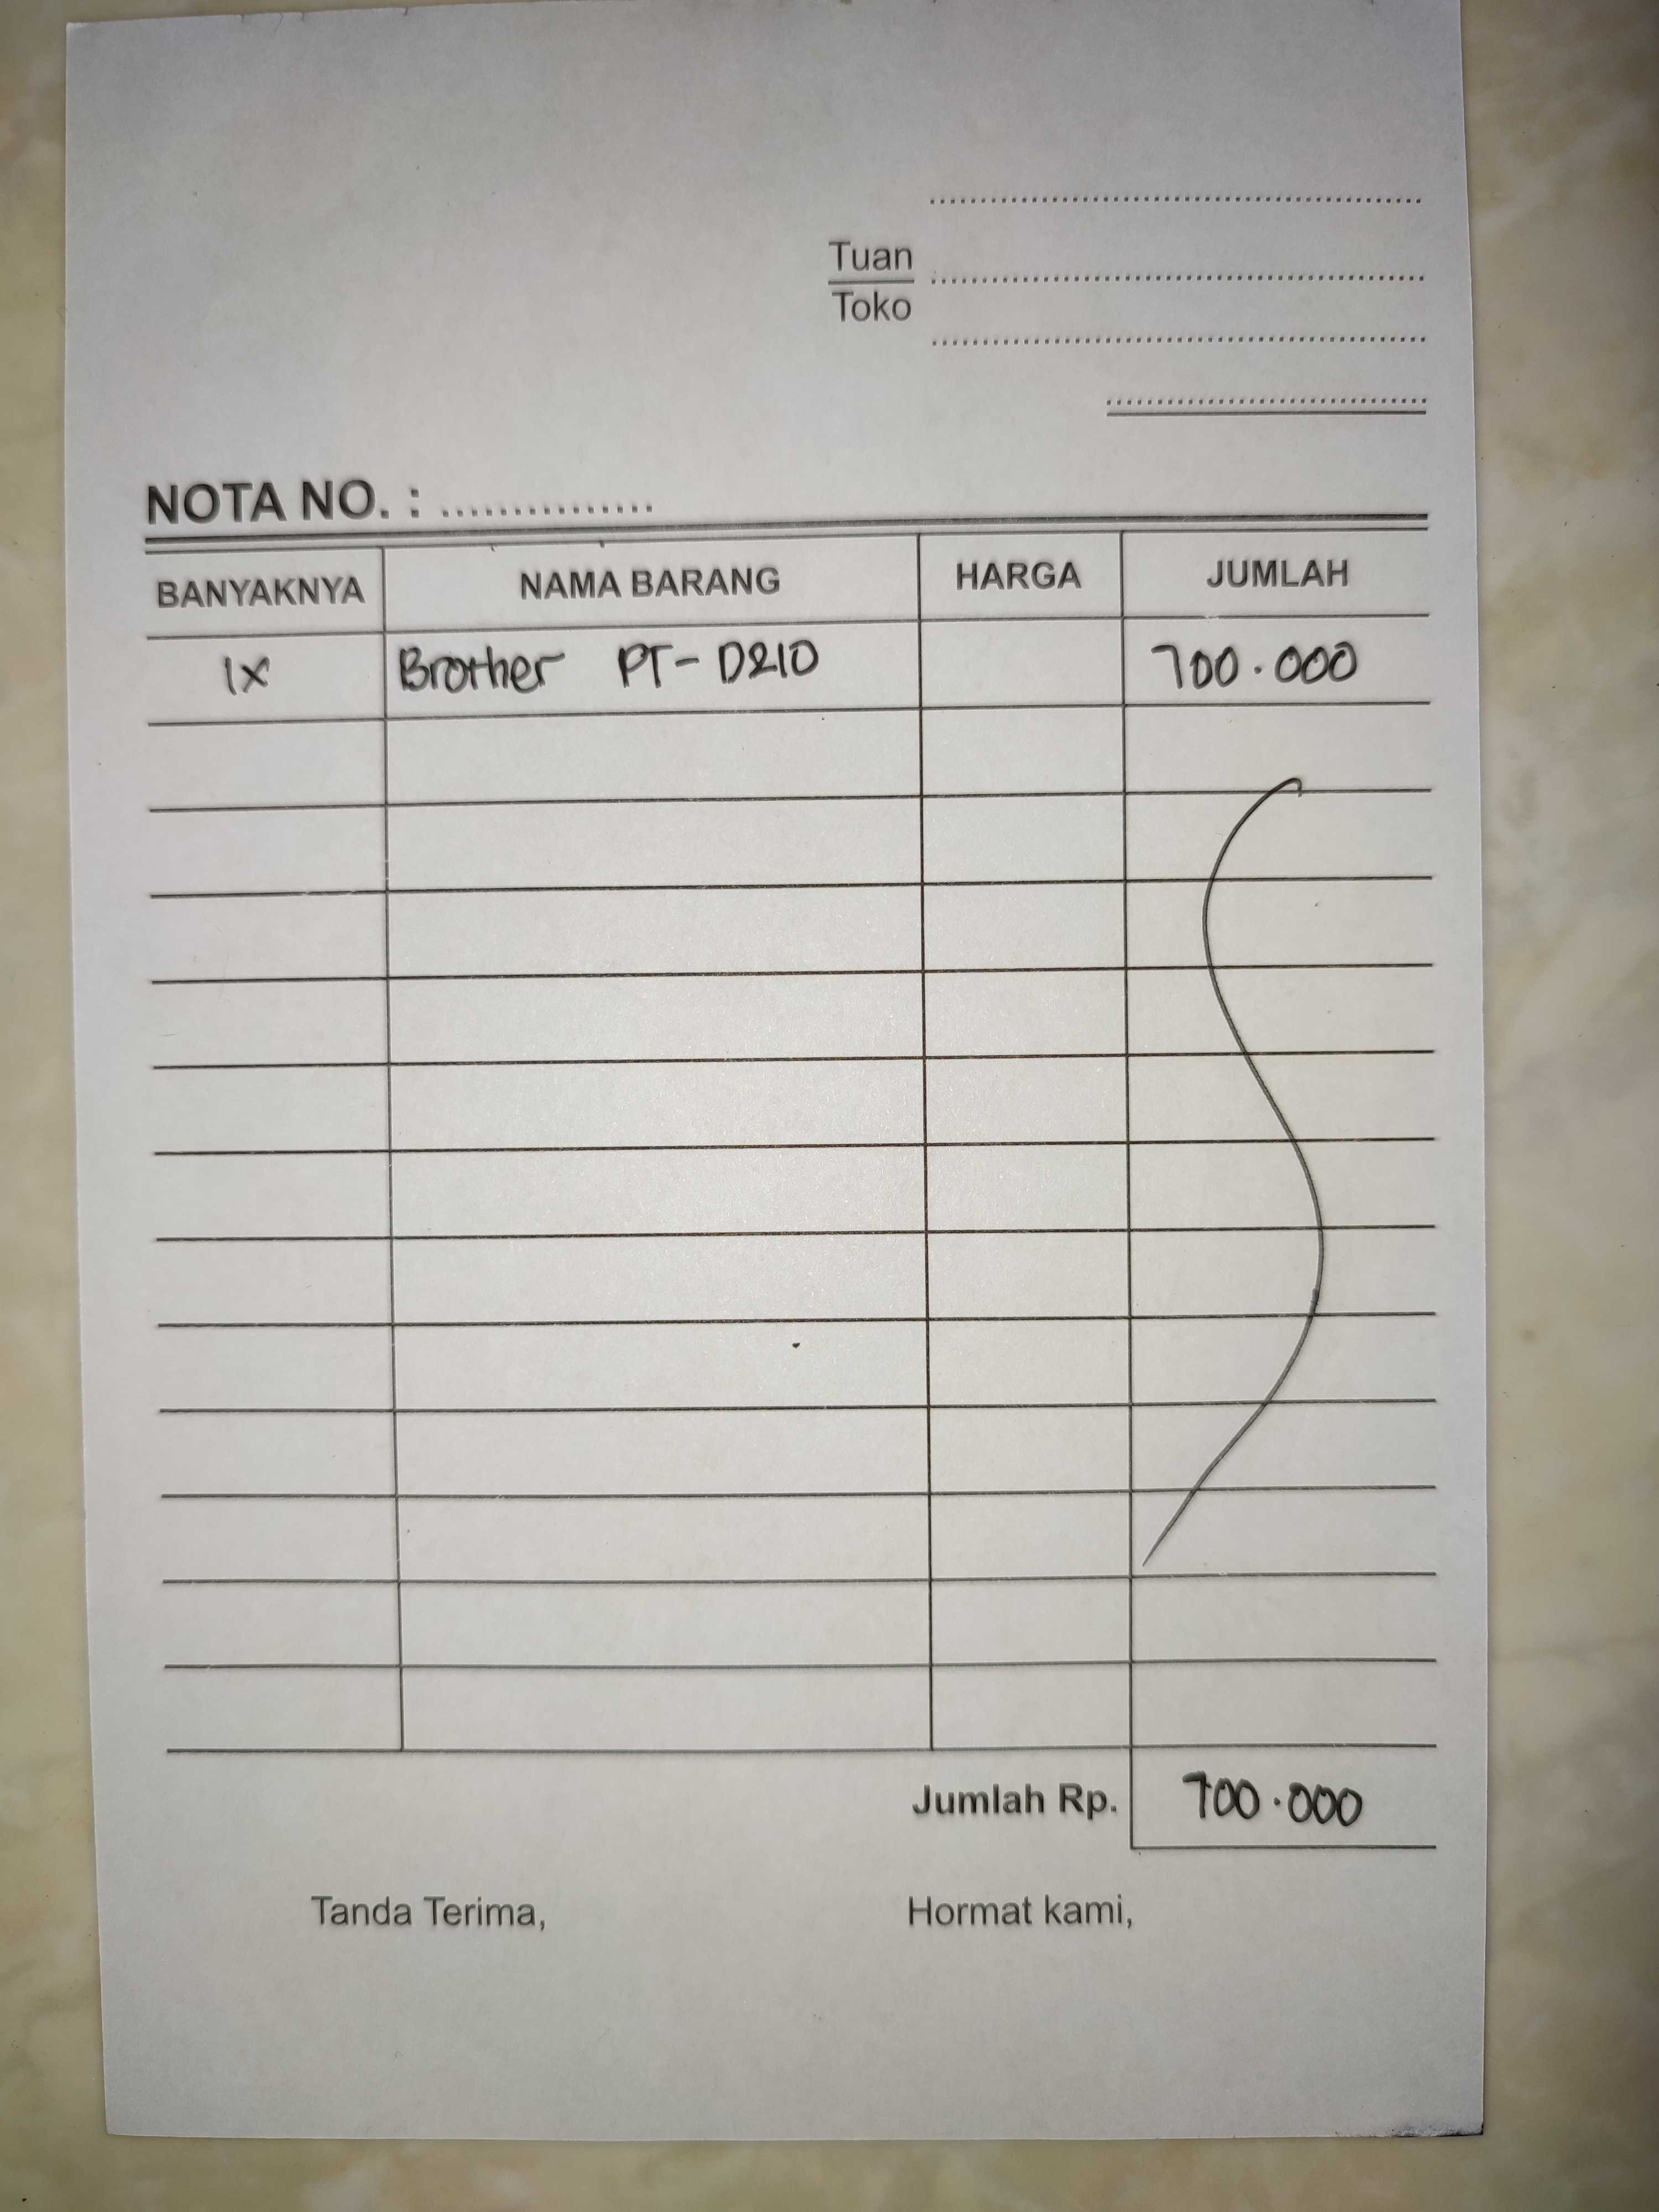 Tuan
Toko
NOTA NO. : ...............
BANYAKNYA NAMA BARANG HARGA JUMLAH
1x Brother PT-D210 700.000
Jumlah Rp. 700.000
Tanda Terima, Hormat kami,